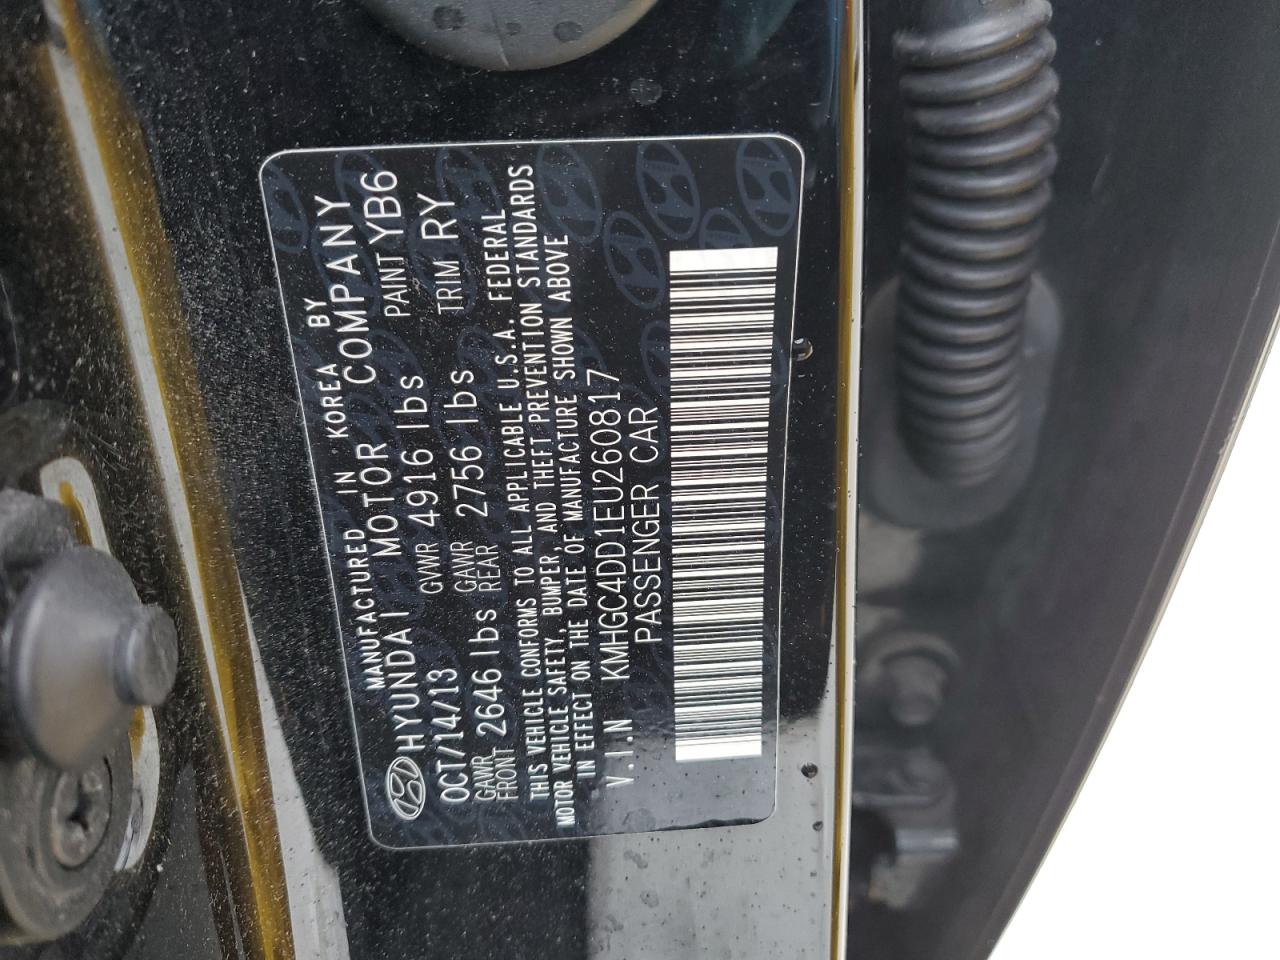 MANUFACTURED IN KOREA BY
HYUNDAI MOTOR COMPANY
OCT/14/13 GVWR 4916 lbs PAINT YB6
GAWR FRONT 2646 lbs GAWR REAR 2756 lbs TRIM RY
THIS VEHICLE CONFORMS TO ALL APPLICABLE U.S.A. FEDERAL
MOTOR VEHICLE SAFETY, BUMPER, AND THEFT PREVENTION STANDARDS
IN EFFECT ON THE DATE OF MANUFACTURE SHOWN ABOVE
V.I.N KMHGC4DD1EU260817
PASSENGER CAR